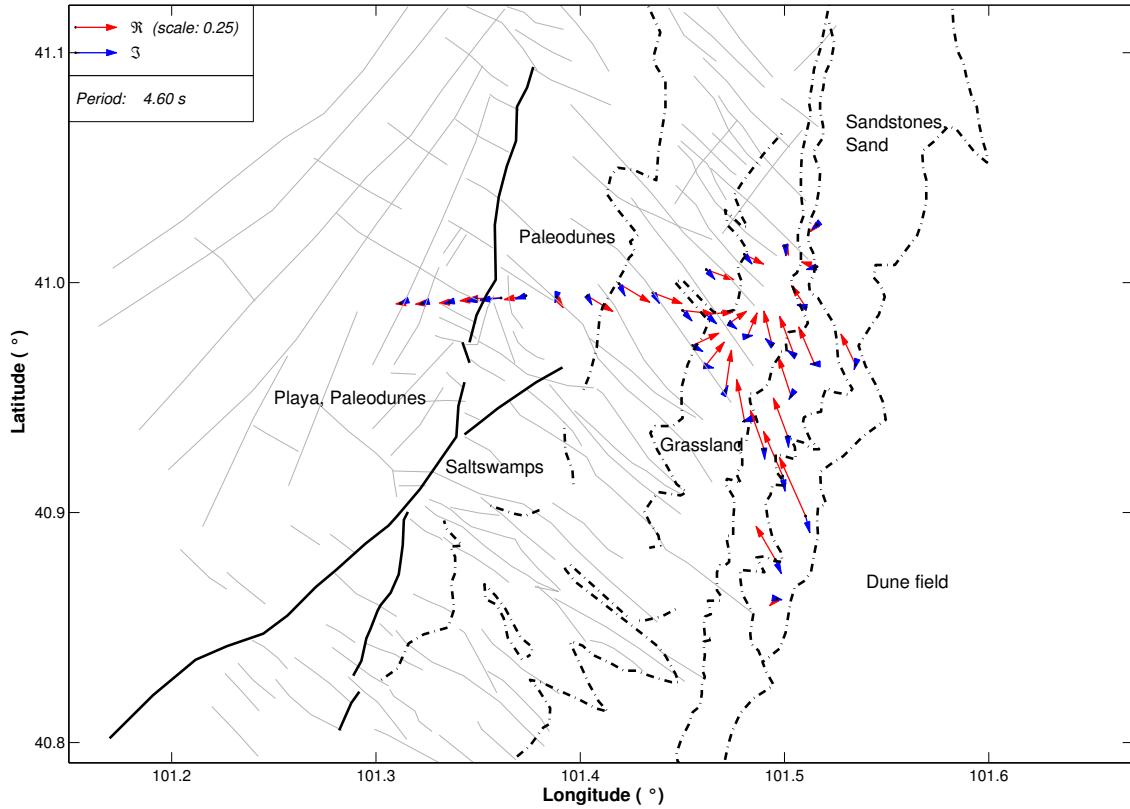 ℜ (scale: 0.25)
ℑ
Period: 4.60 s
41.1
41.0
40.9
40.8
Latitude ( °)
Sandstones,
Sand
Paleodunes
Playa, Paleodunes
Grassland
Saltswamps
Dune field
101.2
101.3
101.4
101.5
101.6
Longitude ( °)